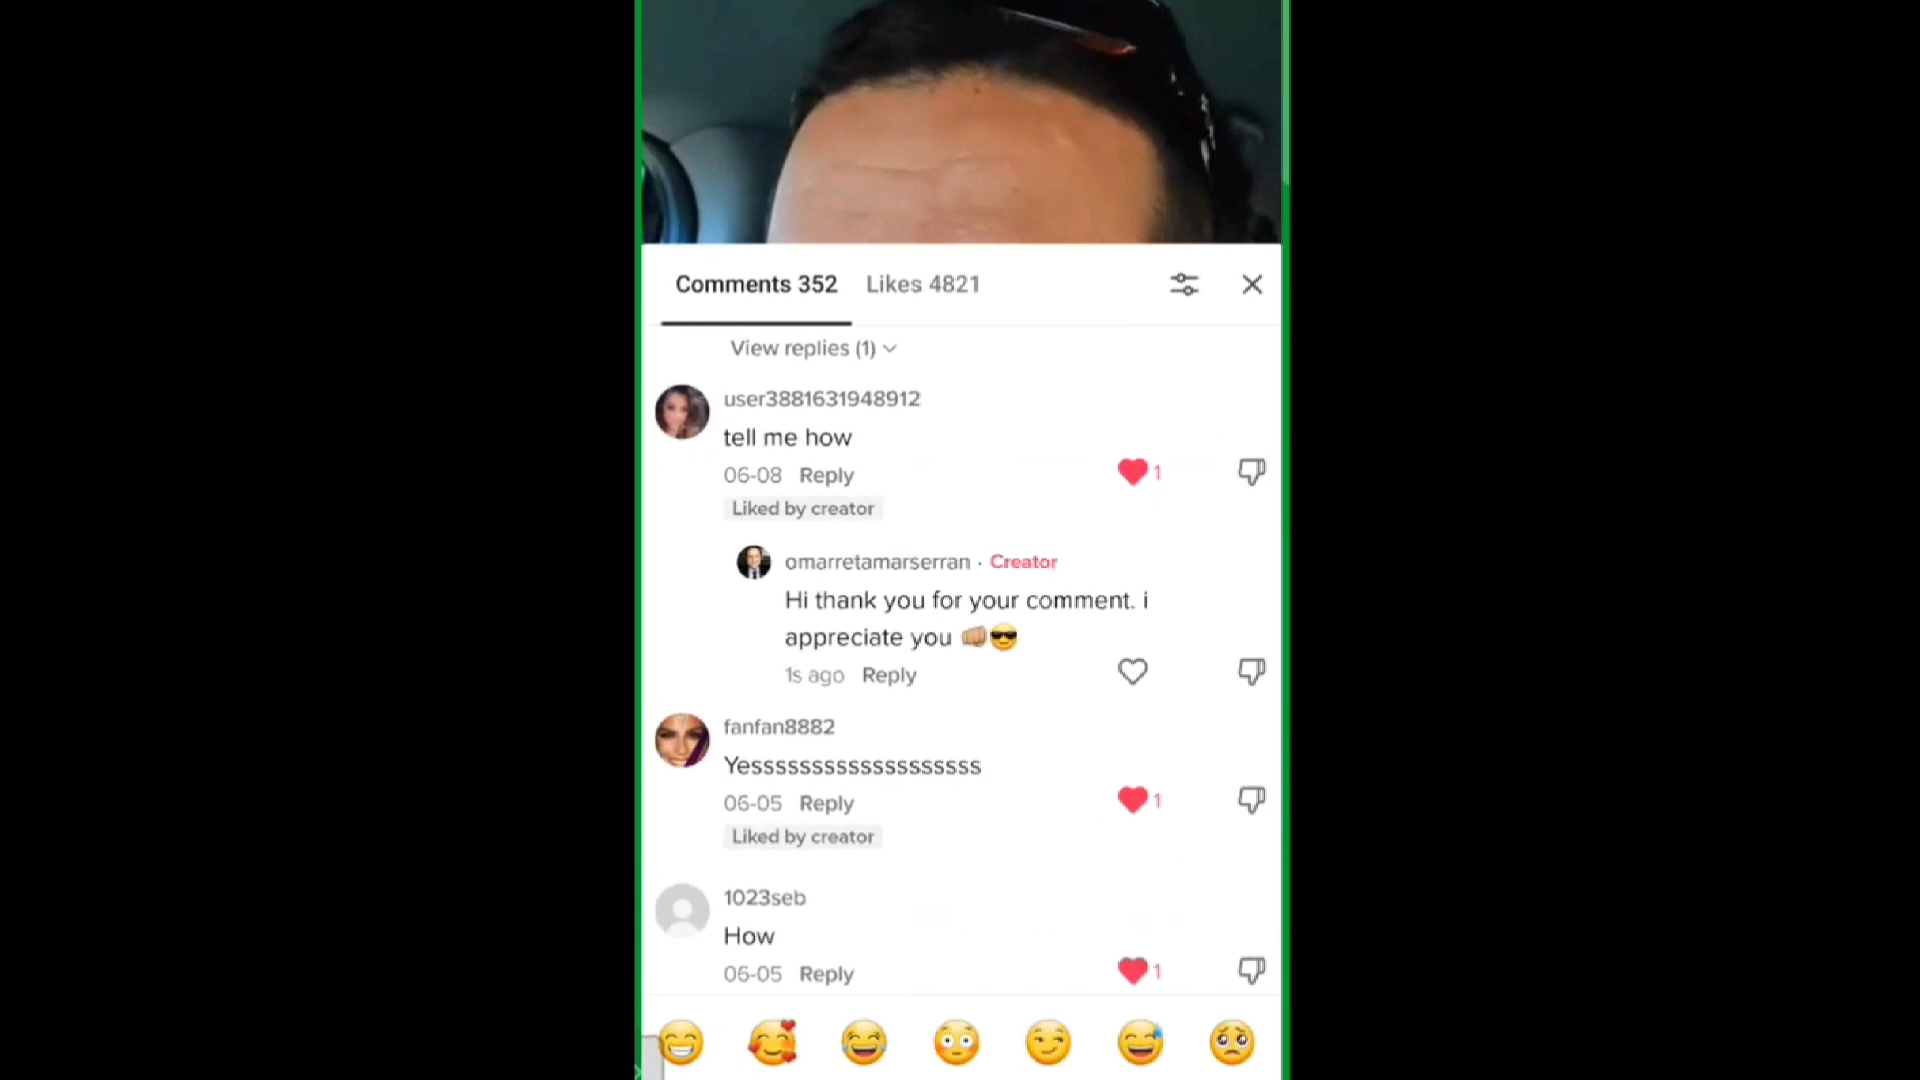 Comments 352 Likes 4821
View replies (1)
user3881631948912
tell me how
06-08 Reply
1
Liked by creator
omarretamarserran · Creator
Hi thank you for your comment. i
appreciate you 👊🏼😎
1s ago Reply
fanfan8882
Yesssssssssssssssssss
06-05 Reply
1
Liked by creator
1023seb
How
06-05 Reply
1